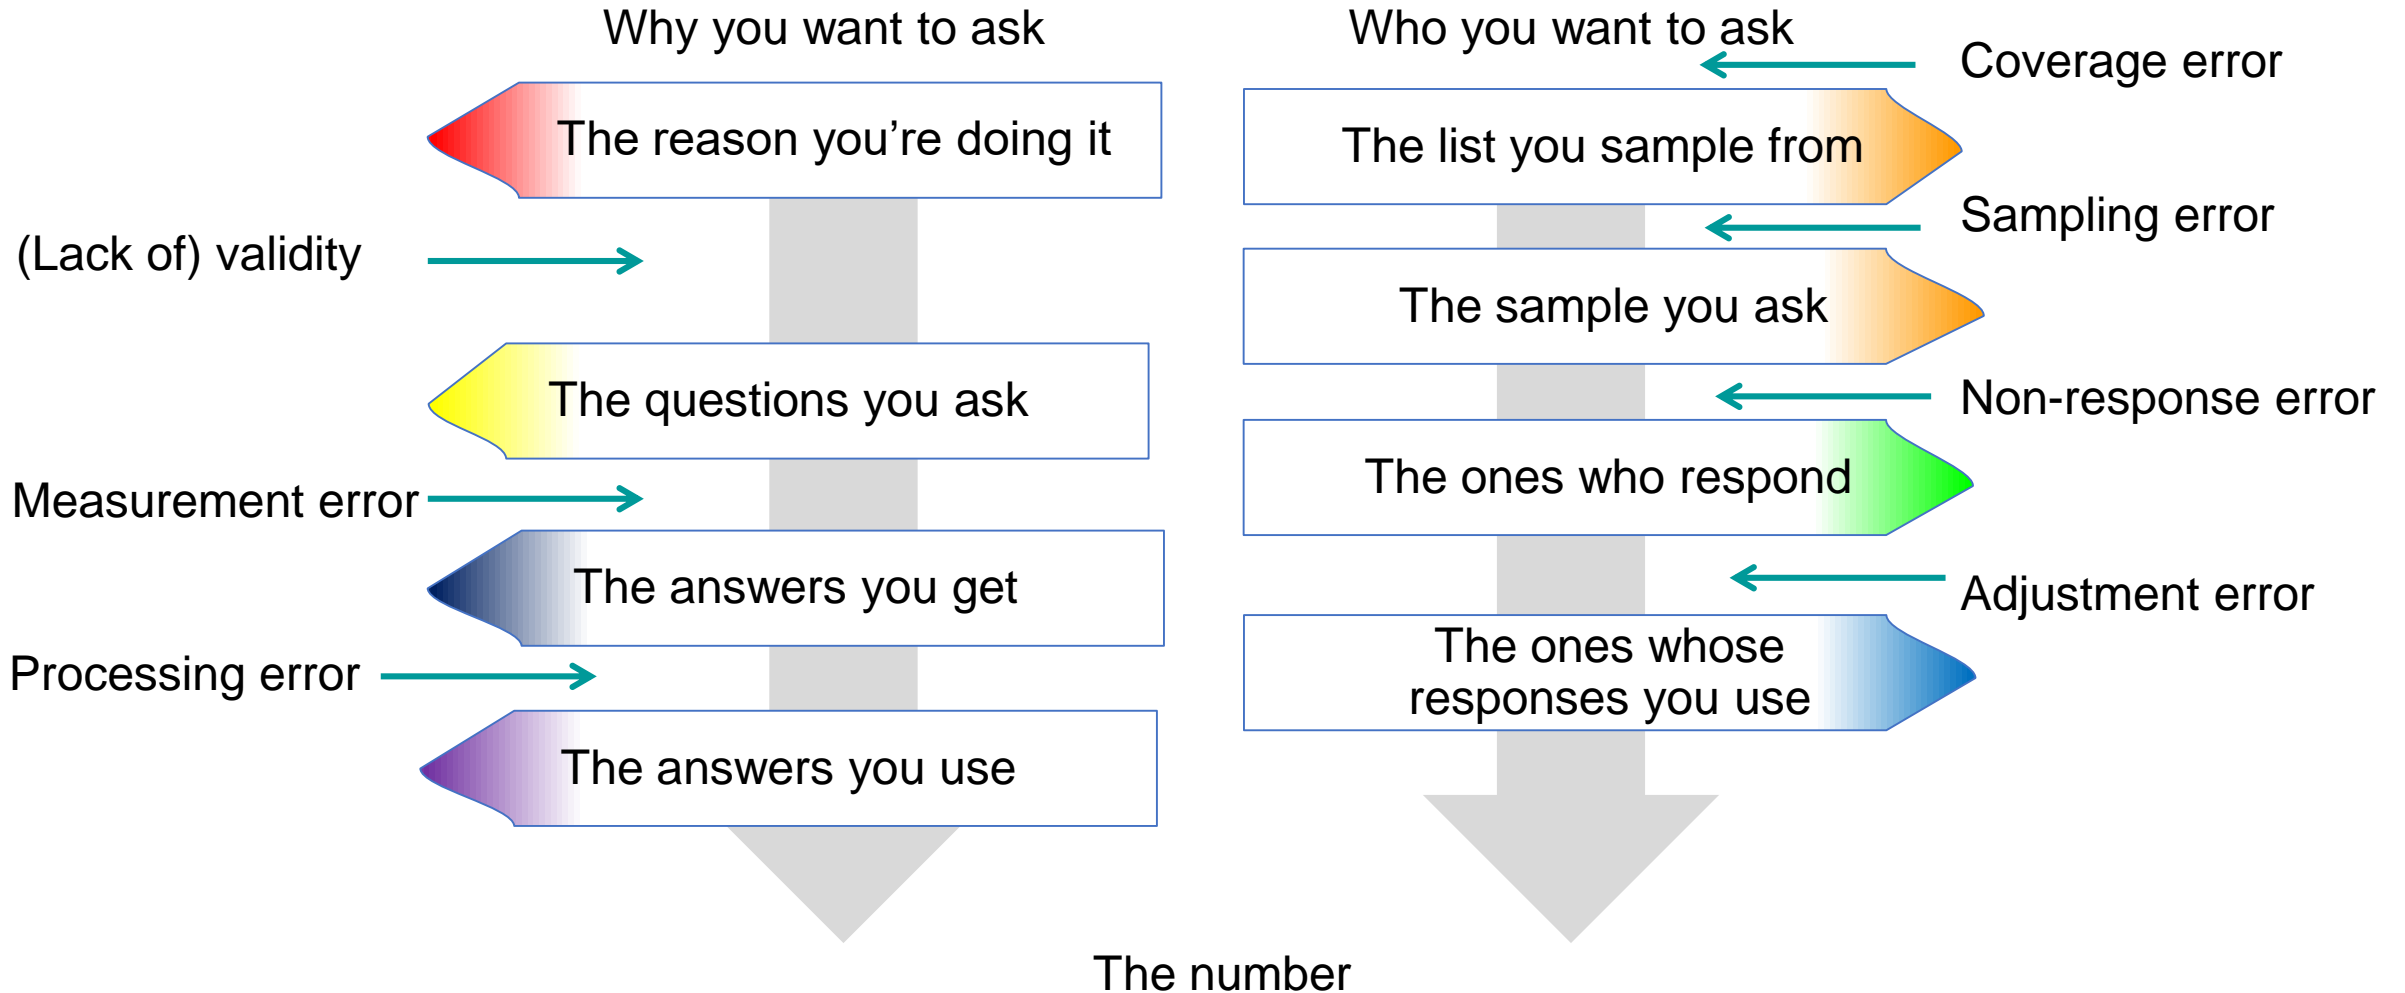 Why you want to ask
The reason you're doing it
(Lack of) validity
The questions you ask
Measurement error
The answers you get
Processing error
The answers you use
Who you want to ask
Coverage error
The list you sample from
Sampling error
The sample you ask
Non-response error
The ones who respond
Adjustment error
The ones whose
responses you use
The number